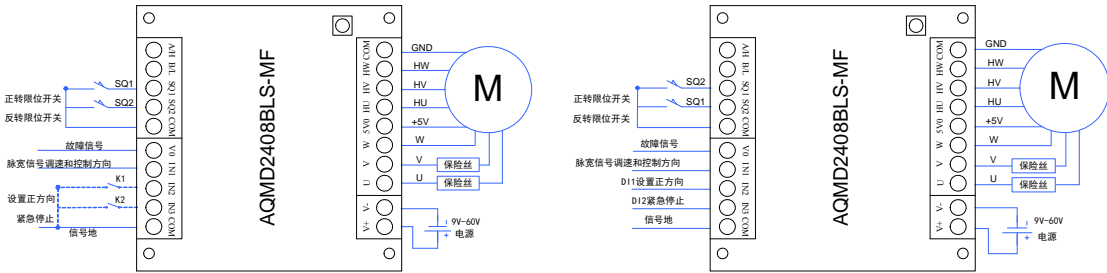 A/H
B/L
SQ1
SQ2
COM
V0
IN1
IN2
IN3
COM
AQMD2408BLS-MF
COM
HW
HV
HU
5V0
W
V
U
V-
V+
SQ1
正转限位开关
SQ2
反转限位开关
故障信号
脉宽信号调速和控制方向
K1
设置正方向
K2
紧急停止
信号地
GND
HW
HV
HU
+5V
W
V
保险丝
U
保险丝
M
9V-60V
电源
A/H
B/L
SQ1
SQ2
COM
V0
IN1
IN2
IN3
COM
AQMD2408BLS-MF
COM
HW
HV
HU
5V0
W
V
U
V-
V+
SQ2
正转限位开关
SQ1
反转限位开关
故障信号
脉宽信号调速和控制方向
DI1设置正方向
DI2紧急停止
信号地
GND
HW
HV
HU
+5V
W
V
保险丝
U
保险丝
M
9V-60V
电源